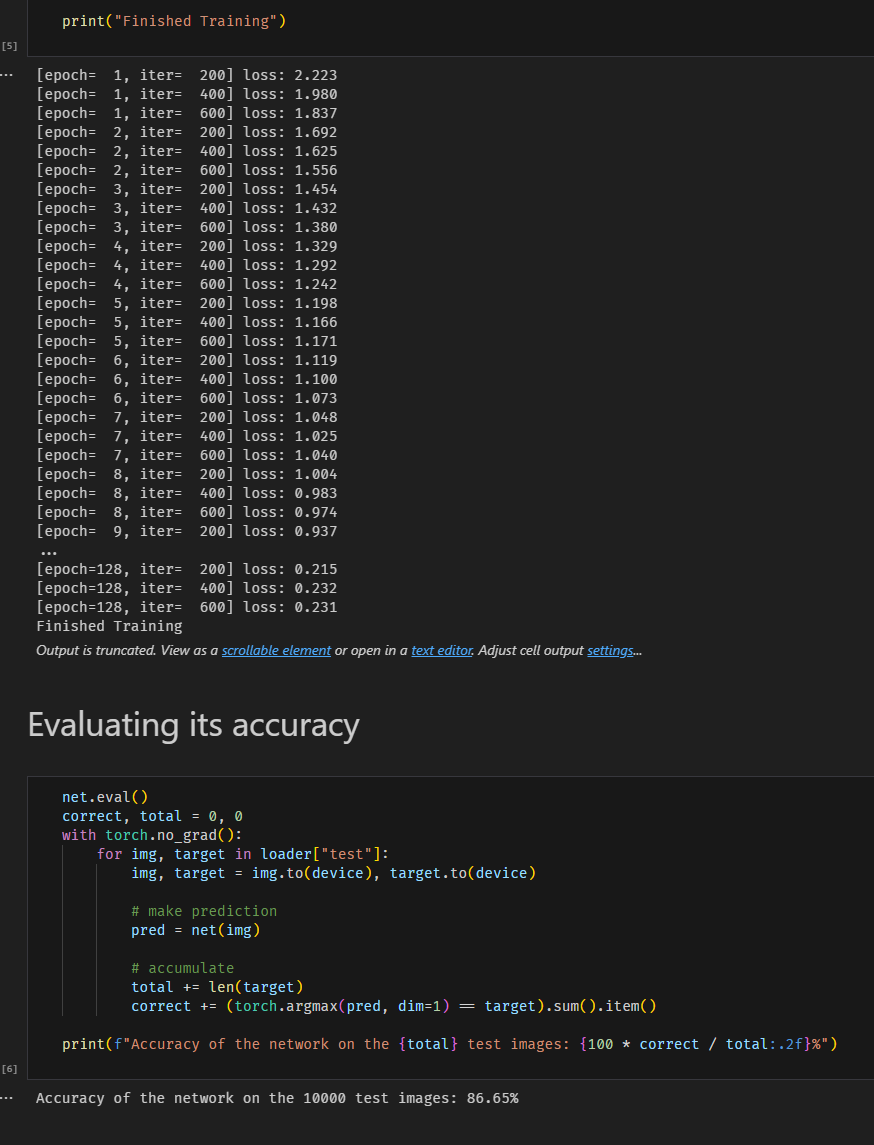 print("Finished Training")
[5]
... [epoch=  1, iter=  200] loss: 2.223
[epoch=  1, iter=  400] loss: 1.980
[epoch=  1, iter=  600] loss: 1.837
[epoch=  2, iter=  200] loss: 1.692
[epoch=  2, iter=  400] loss: 1.625
[epoch=  2, iter=  600] loss: 1.556
[epoch=  3, iter=  200] loss: 1.454
[epoch=  3, iter=  400] loss: 1.432
[epoch=  3, iter=  600] loss: 1.380
[epoch=  4, iter=  200] loss: 1.329
[epoch=  4, iter=  400] loss: 1.292
[epoch=  4, iter=  600] loss: 1.242
[epoch=  5, iter=  200] loss: 1.198
[epoch=  5, iter=  400] loss: 1.166
[epoch=  5, iter=  600] loss: 1.171
[epoch=  6, iter=  200] loss: 1.119
[epoch=  6, iter=  400] loss: 1.100
[epoch=  6, iter=  600] loss: 1.073
[epoch=  7, iter=  200] loss: 1.048
[epoch=  7, iter=  400] loss: 1.025
[epoch=  7, iter=  600] loss: 1.040
[epoch=  8, iter=  200] loss: 1.004
[epoch=  8, iter=  400] loss: 0.983
[epoch=  8, iter=  600] loss: 0.974
[epoch=  9, iter=  200] loss: 0.937
...
[epoch=128, iter=  200] loss: 0.215
[epoch=128, iter=  400] loss: 0.232
[epoch=128, iter=  600] loss: 0.231
Finished Training
Output is truncated. View as a scrollable element or open in a text editor. Adjust cell output settings...
Evaluating its accuracy
net.eval()
correct, total = 0, 0
with torch.no_grad():
    for img, target in loader["test"]:
        img, target = img.to(device), target.to(device)
        # make prediction
        pred = net(img)
        # accumulate
        total += len(target)
        correct += (torch.argmax(pred, dim=1) == target).sum().item()
print(f"Accuracy of the network on the {total} test images: {100 * correct / total:.2f}%")
[6]
... Accuracy of the network on the 10000 test images: 86.65%